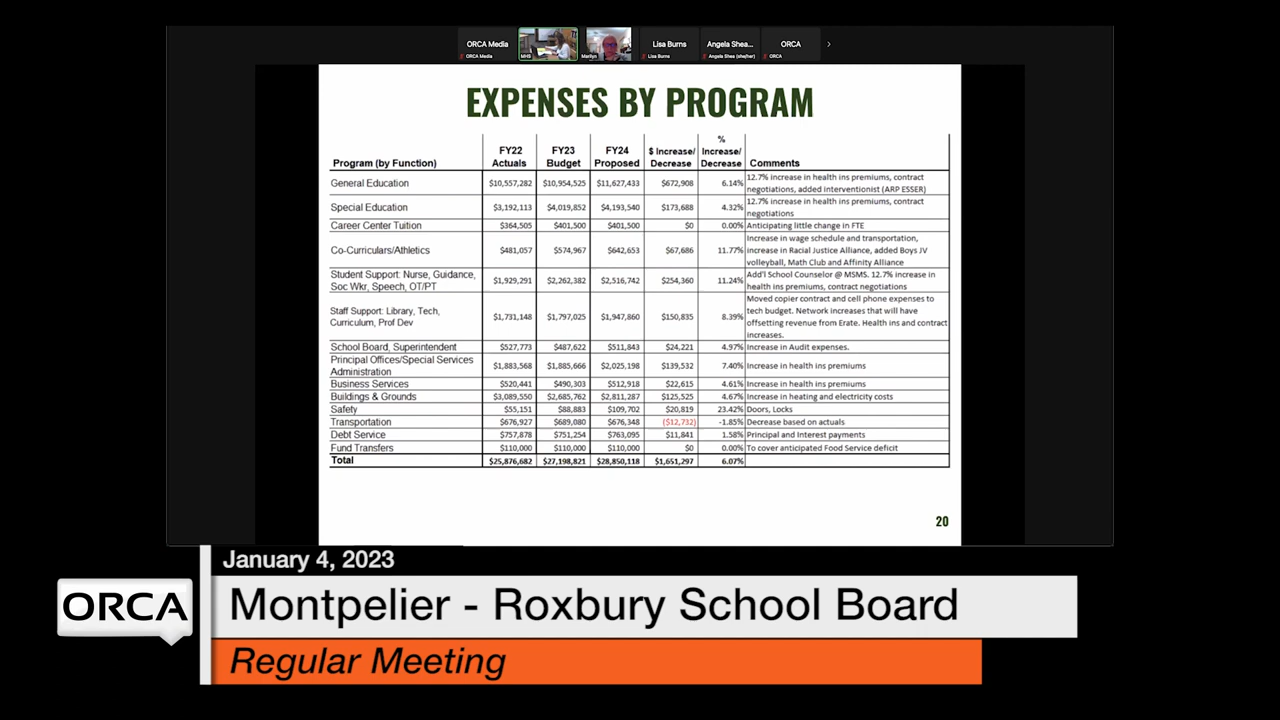 ORCA Media
Lisa Burns
Angela Shea...
ORCA
ORCA Media
MHS
Marilyn
Lisa Burns
Angela Shea (she/her)
ORCA
EXPENSES BY PROGRAM
Program (by Function) FY22 Actuals FY23 Budget FY24 Proposed $ Increase/ Decrease % Increase/ Decrease Comments
General Education $10,557,282 $10,954,525 $11,627,433 $672,908 6.14% 12.7% increase in health ins premiums, contract
negotiations, added interventionist (ARP ESSER)
Special Education $3,192,113 $4,019,852 $4,193,540 $173,688 4.32% 12.7% increase in health ins premiums, contract
negotiations
Career Center Tuition $364,505 $401,500 $401,500 $0 0.00% Anticipating little change in FTE
Co-Curriculars/Athletics $481,057 $574,967 $642,653 $67,686 11.77% Increase in wage schedule and transportation,
increase in Racial Justice Alliance, added Boys JV
volleyball, Math Club and Affinity Alliance
Student Support: Nurse, Guidance,
Soc Wkr, Speech, OT/PT $1,929,291 $2,262,382 $2,516,742 $254,360 11.24% Add'l School Counselor @ MSMS. 12.7% increase in
health ins premiums, contract negotiations
Staff Support: Library, Tech,
Curriculum, Prof Dev $1,731,148 $1,797,025 $1,947,860 $150,835 8.39% Moved copier contract and cell phone expenses to
tech budget. Network increases that will have
offsetting revenue from Erate. Health ins and contract
increases.
School Board, Superintendent $527,773 $487,622 $511,843 $24,221 4.97% Increase in Audit expenses.
Principal Offices/Special Services
Administration $1,883,568 $1,885,666 $2,025,198 $139,532 7.40% Increase in health ins premiums
Business Services $520,441 $490,303 $512,918 $22,615 4.61% Increase in health ins premiums
Buildings & Grounds $3,089,550 $2,685,762 $2,811,287 $125,525 4.67% Increase in heating and electricity costs
Safety $55,151 $88,883 $109,702 $20,819 23.42% Doors, Locks
Transportation $676,927 $689,080 $676,348 ($12,732) -1.85% Decrease based on actuals
Debt Service $757,878 $751,254 $763,095 $11,841 1.58% Principal and Interest payments
Fund Transfers $110,000 $110,000 $110,000 $0 0.00% To cover anticipated Food Service deficit
Total $25,876,682 $27,198,821 $28,850,118 $1,651,297 6.07%
20
January 4, 2023
ORCA
Montpelier - Roxbury School Board
Regular Meeting